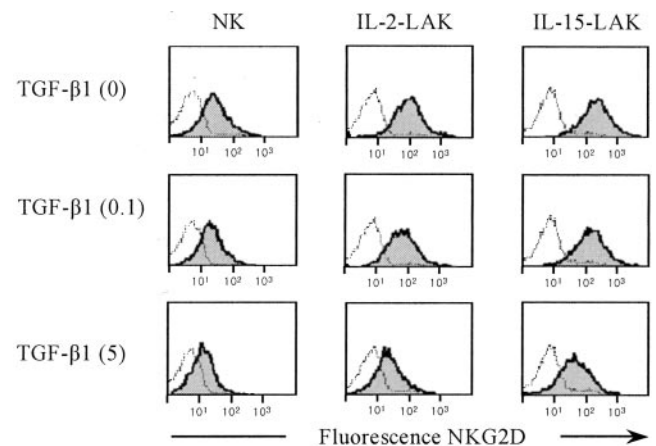 NK IL-2-LAK IL-15-LAK
TGF-β1 (0)
10¹ 10² 10³ 10¹ 10² 10³ 10¹ 10² 10³
TGF-β1 (0.1)
10¹ 10² 10³ 10¹ 10² 10³ 10¹ 10² 10³
TGF-β1 (5)
10¹ 10² 10³ 10¹ 10² 10³ 10¹ 10² 10³
Fluorescence NKG2D